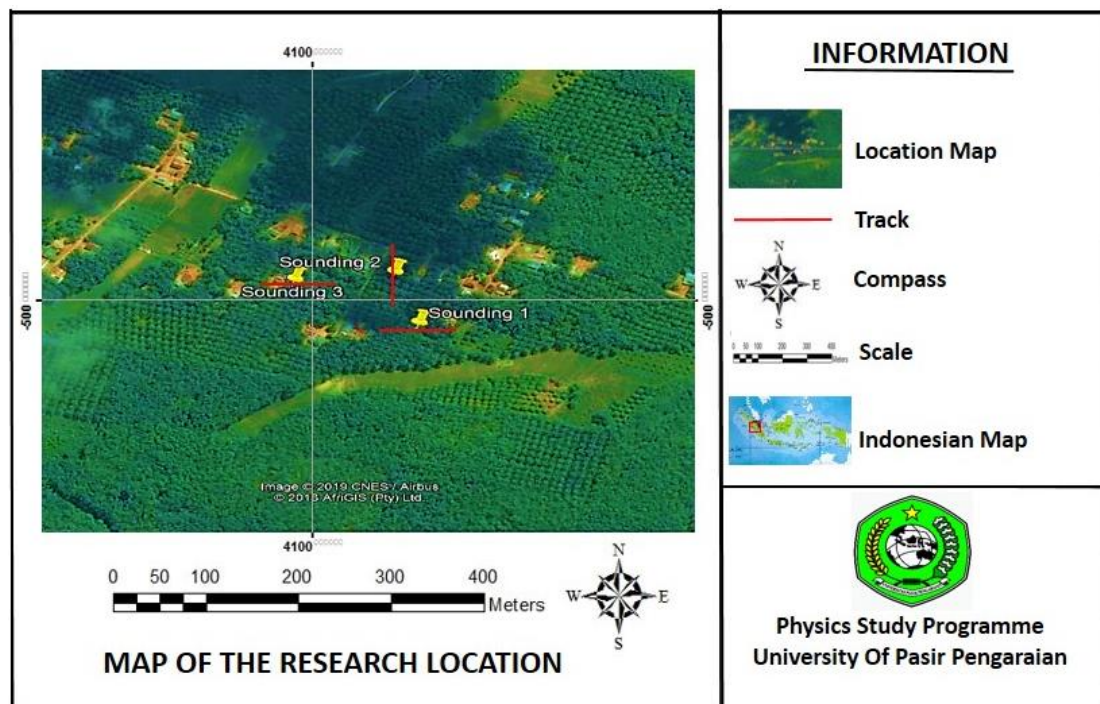 4100
-500
Sounding 2
Sounding 3
Sounding 1
-500
Image © 2019 CNES / Airbus
© 2018 AfriGIS (Pty) Ltd.
4100
0 50 100 200 300 400
Meters
N
W E
S
MAP OF THE RESEARCH LOCATION
INFORMATION
Location Map
Track
N
W E
S
Compass
Meters
Scale
Indonesian Map
Physics Study Programme
University Of Pasir Pengaraian